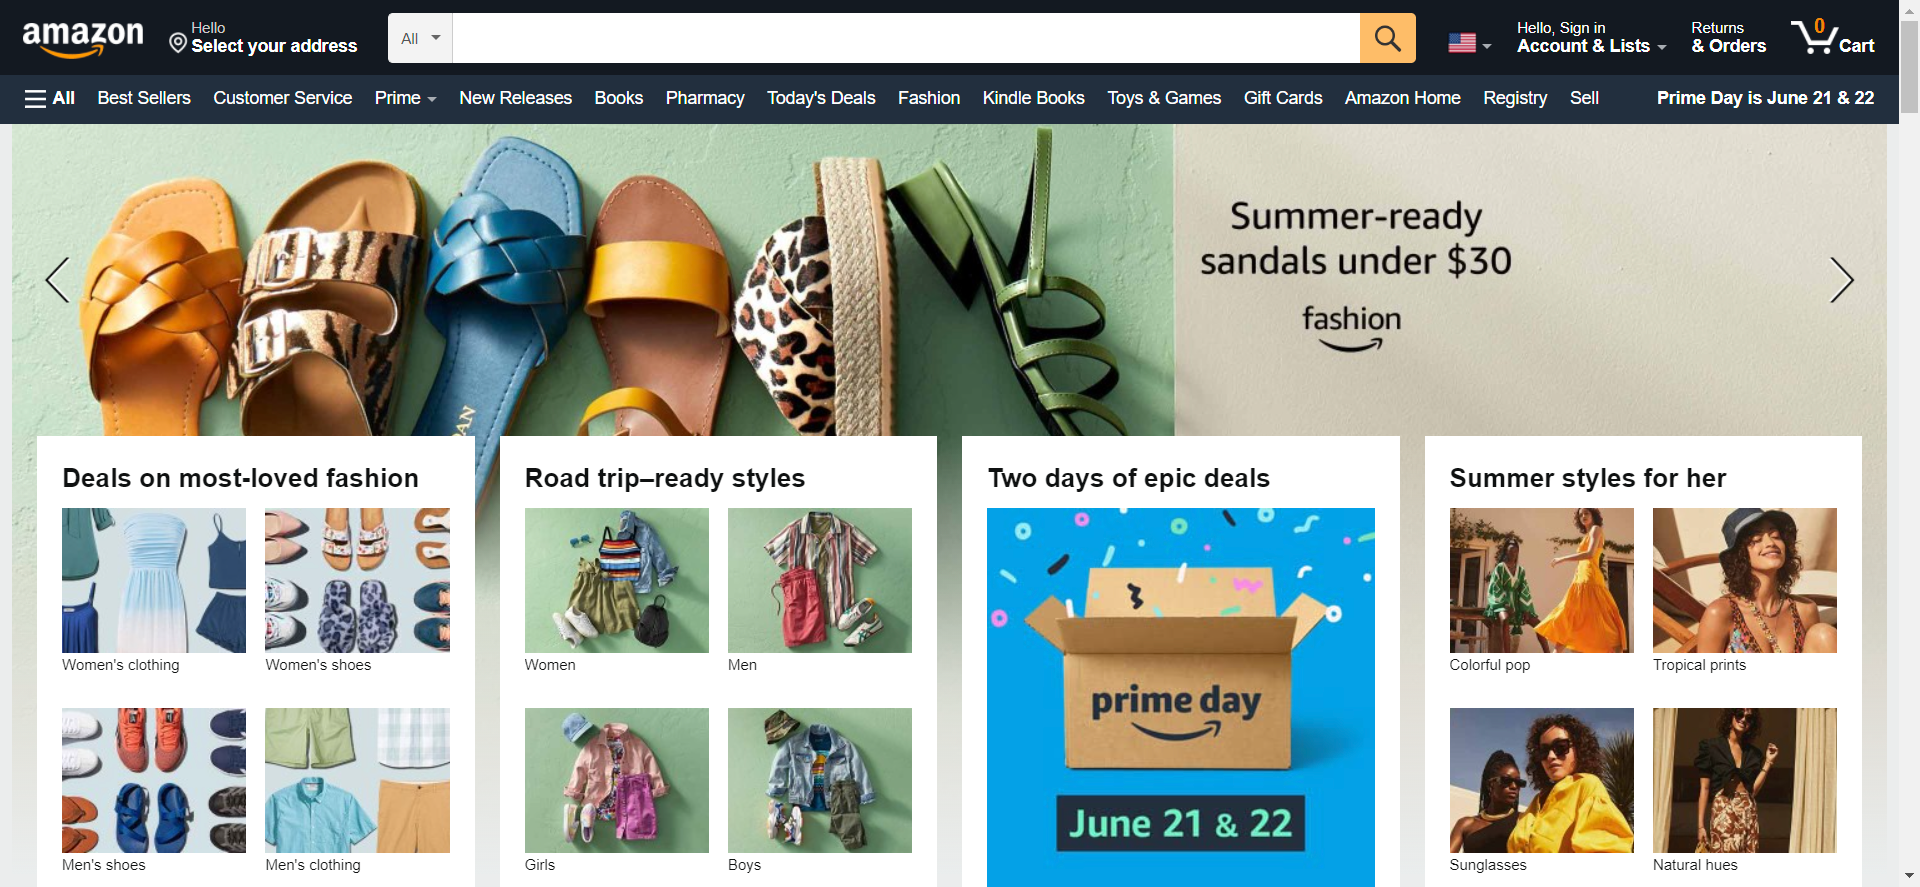 amazon
Hello
Select your address
All
Hello, Sign in
Account & Lists
Returns
& Orders
0
Cart
All
Best Sellers
Customer Service
Prime
New Releases
Books
Pharmacy
Today's Deals
Fashion
Kindle Books
Toys & Games
Gift Cards
Amazon Home
Registry
Sell
Prime Day is June 21 & 22
Summer-ready
sandals under $30
fashion
Deals on most-loved fashion
Women's clothing
Women's shoes
Men's shoes
Men's clothing
Road trip–ready styles
Women
Men
Girls
Boys
Two days of epic deals
prime day
June 21 & 22
Summer styles for her
Colorful pop
Tropical prints
Sunglasses
Natural hues